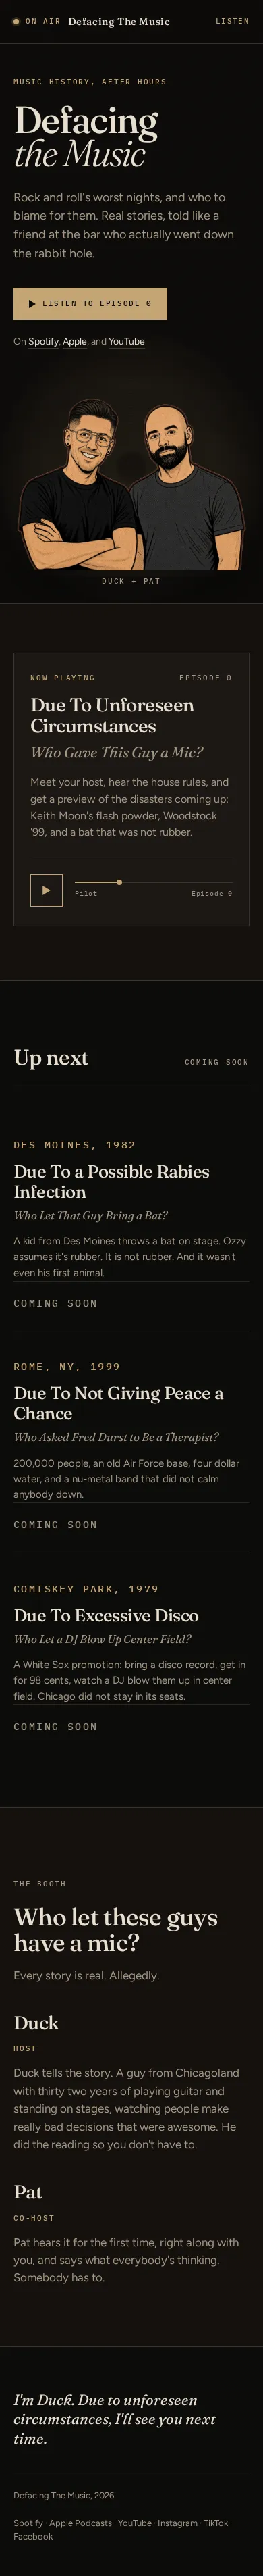 ON AIR Defacing The Music LISTEN
MUSIC HISTORY, AFTER HOURS
Defacing
the Music
Rock and roll's worst nights, and who to
blame for them. Real stories, told like a
friend at the bar who actually went down
the rabbit hole.
LISTEN TO EPISODE 0
On Spotify, Apple, and YouTube
DUCK + PAT
NOW PLAYING EPISODE 0
Due To Unforeseen
Circumstances
Who Gave This Guy a Mic?
Meet your host, hear the house rules, and
get a preview of the disasters coming up:
Keith Moon's flash powder, Woodstock
'99, and a bat that was not rubber.
Pilot Episode 0
Up next COMING SOON
DES MOINES, 1982
Due To a Possible Rabies
Infection
Who Let That Guy Bring a Bat?
A kid from Des Moines throws a bat on stage. Ozzy
assumes it's rubber. It is not rubber. And it wasn't
even his first animal.
COMING SOON
ROME, NY, 1999
Due To Not Giving Peace a
Chance
Who Asked Fred Durst to Be a Therapist?
200,000 people, an old Air Force base, four dollar
water, and a nu-metal band that did not calm
anybody down.
COMING SOON
COMISKEY PARK, 1979
Due To Excessive Disco
Who Let a DJ Blow Up Center Field?
A White Sox promotion: bring a disco record, get in
for 98 cents, watch a DJ blow them up in center
field. Chicago did not stay in its seats.
COMING SOON
THE BOOTH
Who let these guys
have a mic?
Every story is real. Allegedly.
Duck
HOST
Duck tells the story. A guy from Chicagoland
with thirty two years of playing guitar and
standing on stages, watching people make
really bad decisions that were awesome. He
did the reading so you don't have to.
Pat
CO-HOST
Pat hears it for the first time, right along with
you, and says what everybody's thinking.
Somebody has to.
I'm Duck. Due to unforeseen
circumstances, I'll see you next
time.
Defacing The Music, 2026
Spotify · Apple Podcasts · YouTube · Instagram · TikTok ·
Facebook